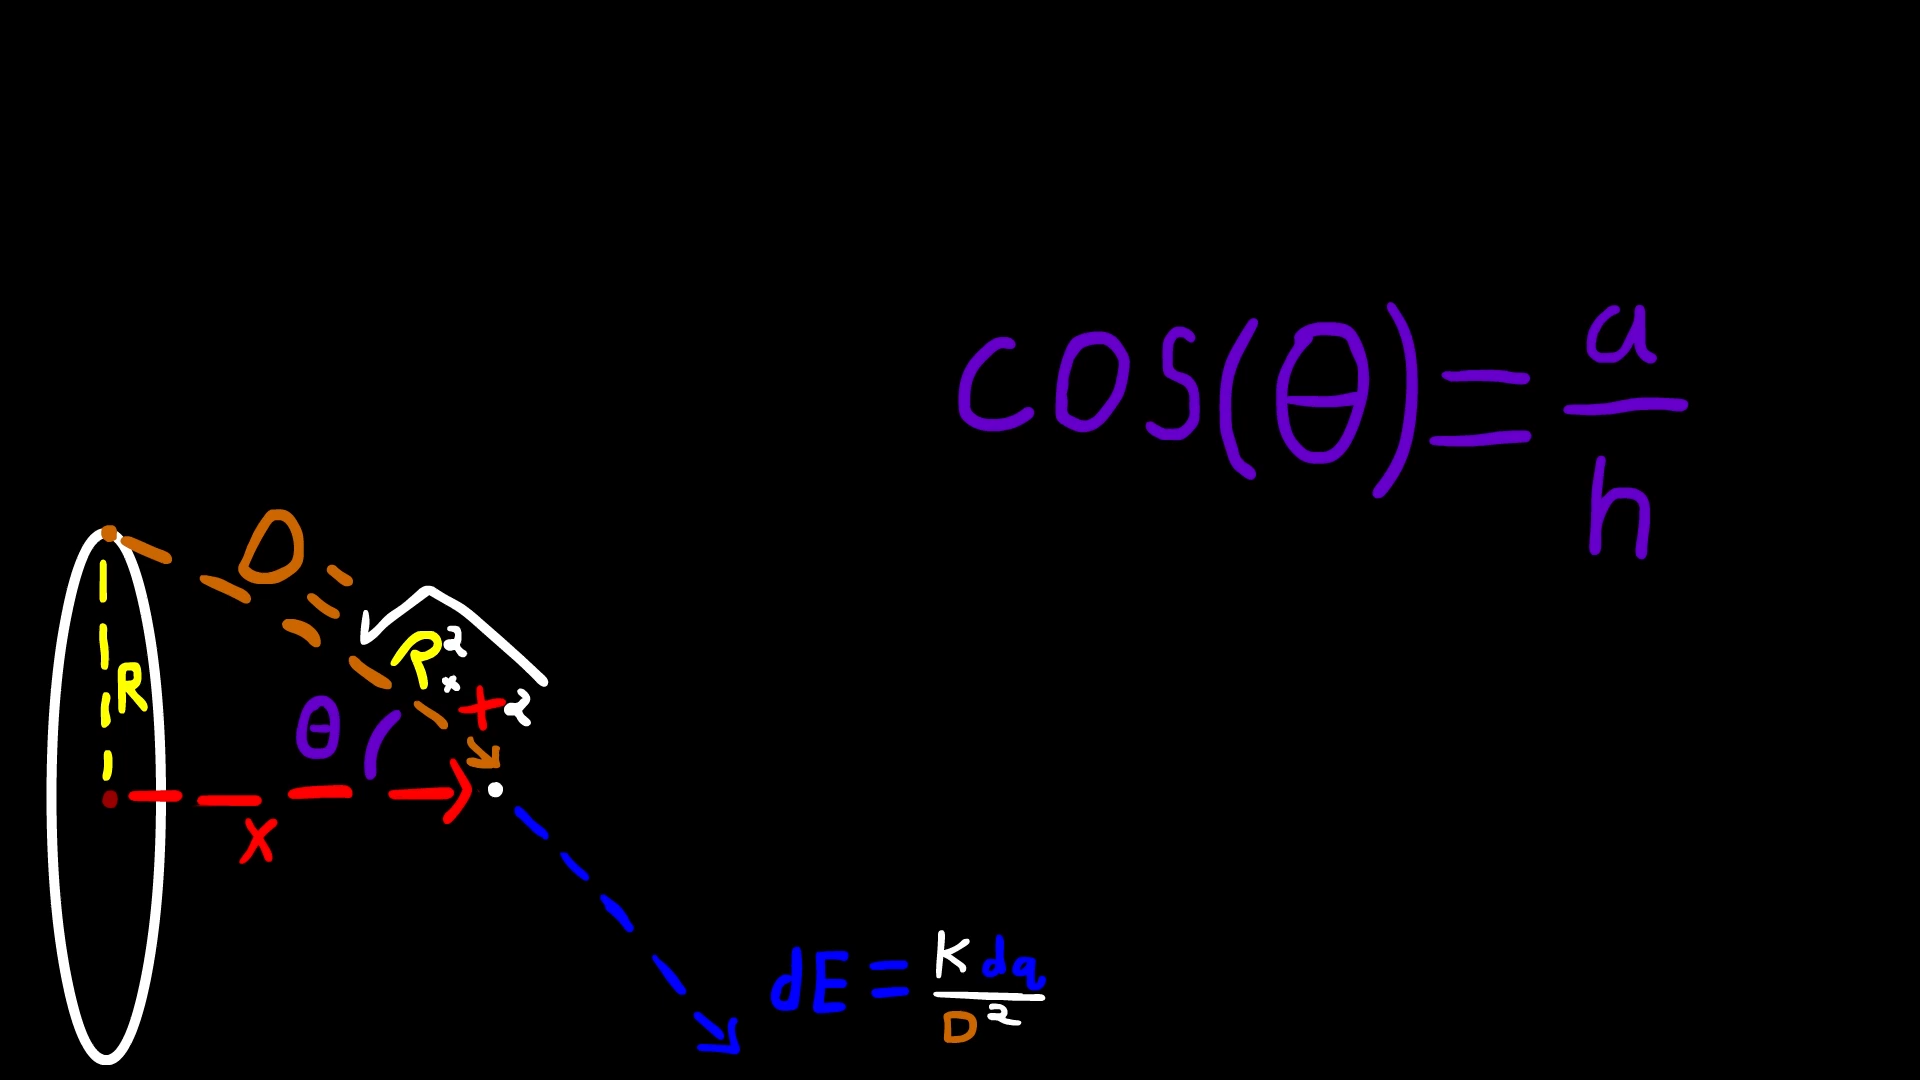 cos(θ) = a/h
D = √R² + x²
R
θ
x
dE = K dq / D²